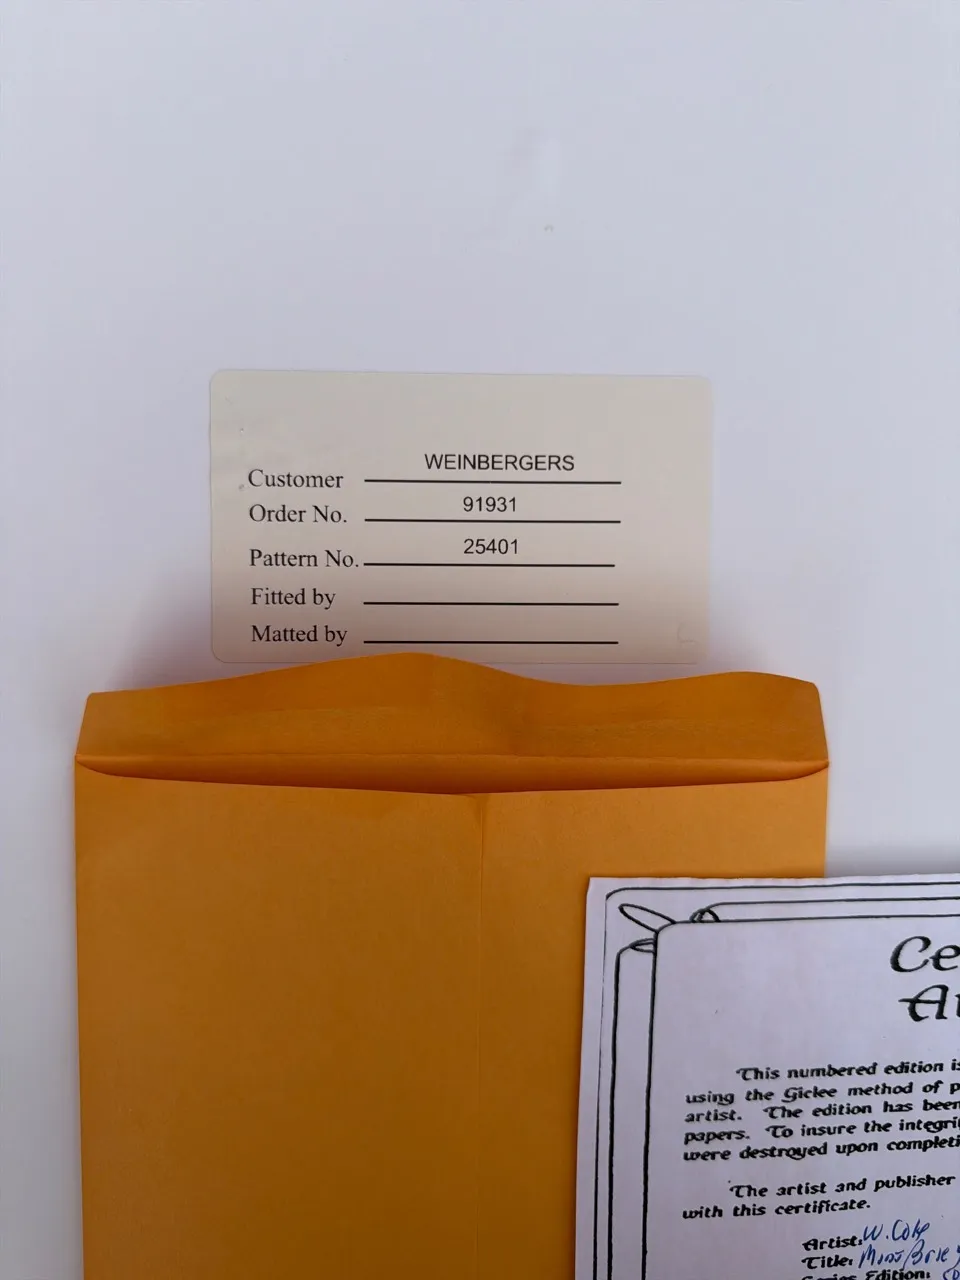 WEINBERGERS
Customer
91931
Order No.
25401
Pattern No.
Fitted by
Matted by
Ce
Au
This numbered edition is
using the Giclee method of p
artist. The edition has been
papers. To insure the integri
were destroyed upon completi
The artist and publisher
with this certificate.
Artist: W. Cole
Title:
Edition: